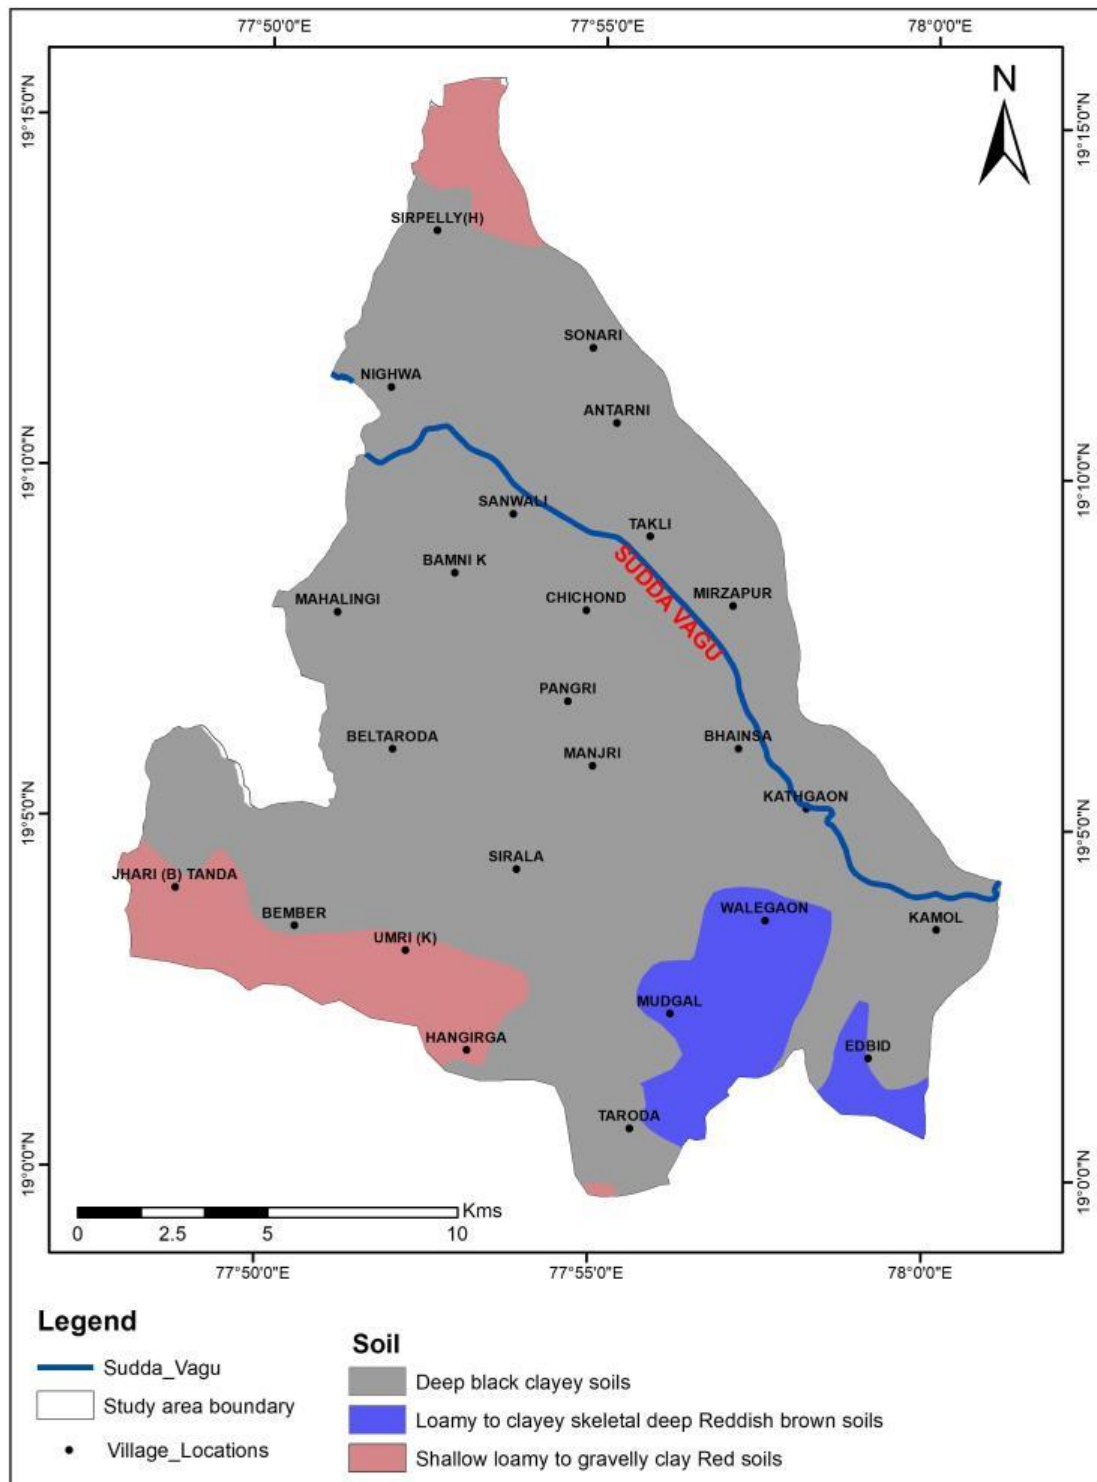 77°50'0"E
77°55'0"E
78°0'0"E
N
19°15'0"N
19°15'0"N
SIRPELLY(H)
SONARI
NIGHWA
ANTARNI
19°10'0"N
19°10'0"N
SANWALI
TAKLI
SUDDA VAGU
BAMNI K
MAHALINGI
CHICHOND
MIRZAPUR
PANGRI
BELTARODA
MANJRI
BHAINSA
KATHGAON
19°5'0"N
19°5'0"N
SIRALA
JHARI (B) TANDA
BEMBER
WALEGAON
KAMOL
UMRI (K)
MUDGAL
HANGIRGA
EDBID
TARODA
19°0'0"N
19°0'0"N
Kms
0 2.5 5 10
77°50'0"E
77°55'0"E
78°0'0"E
Legend
Sudda_Vagu
Study area boundary
Village_Locations
Soil
Deep black clayey soils
Loamy to clayey skeletal deep Reddish brown soils
Shallow loamy to gravelly clay Red soils